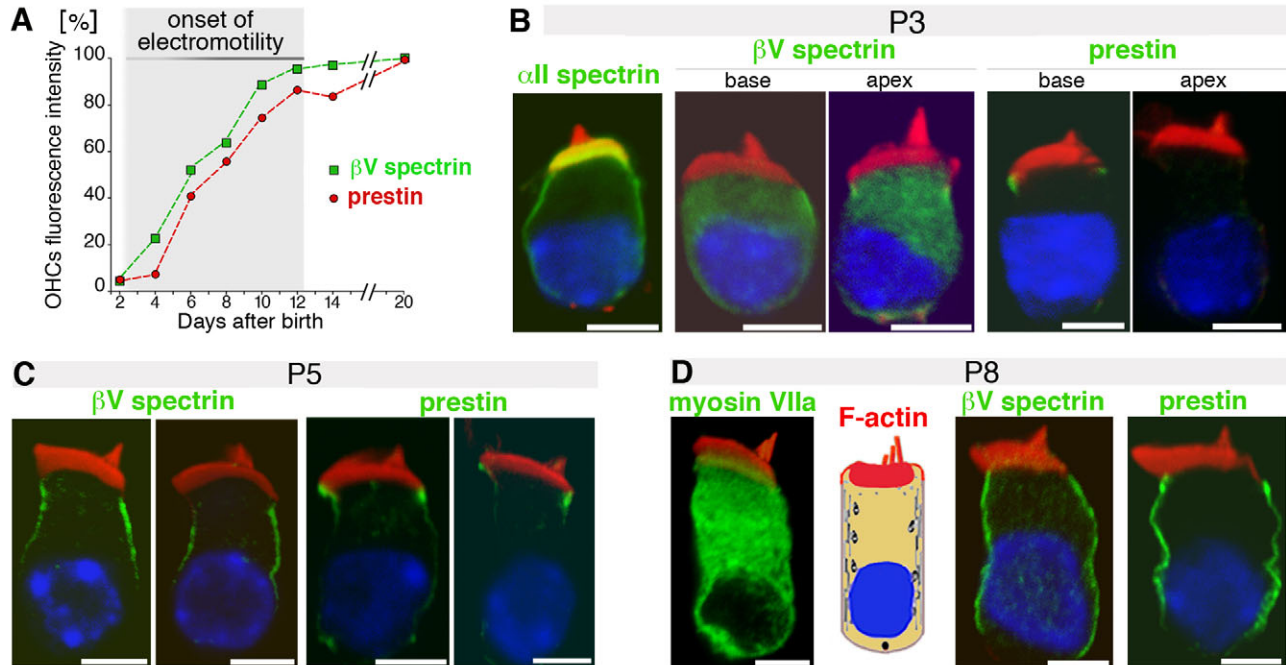 A
[%]
onset of
electromotility
OHCs fluorescence intensity
100
80
60
40
20
0
2 4 6 8 10 12 14 20
Days after birth
βV spectrin
prestin
B
P3
αII spectrin
βV spectrin
prestin
base apex base apex
C
P5
βV spectrin prestin
D
P8
myosin VIIa F-actin βV spectrin prestin